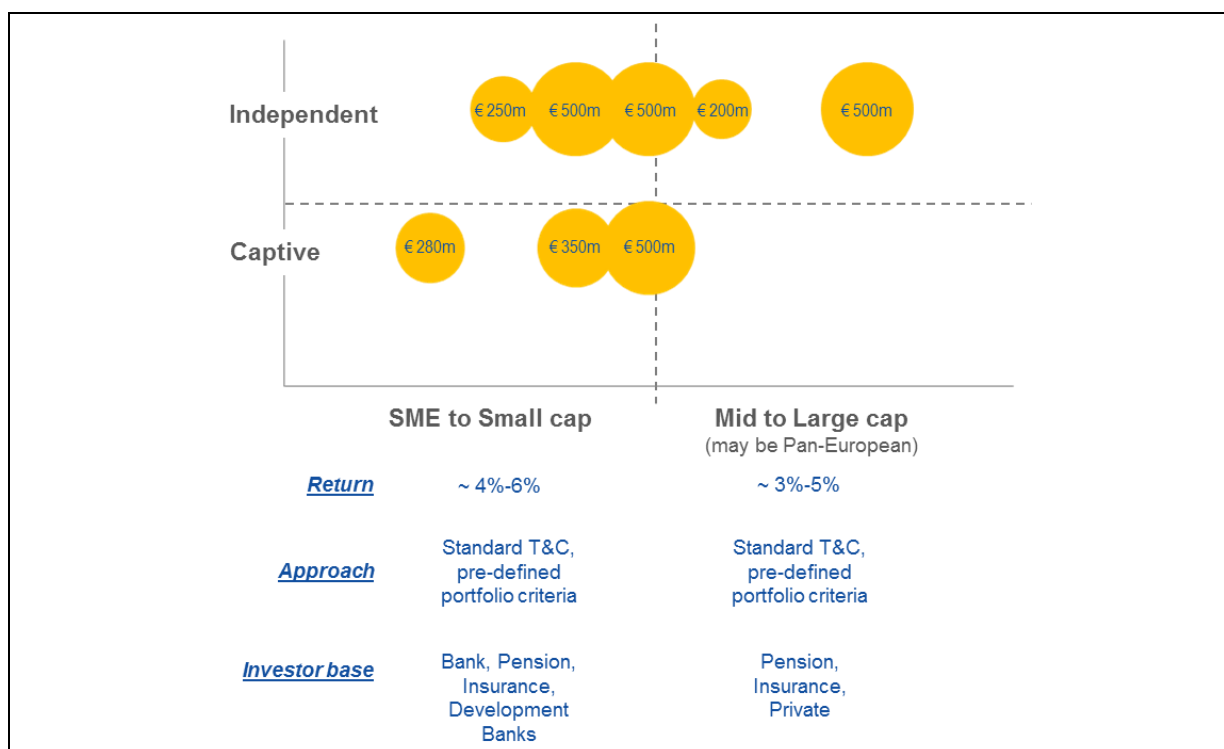 Independent
€ 250m
€ 500m
€ 500m
€ 200m
€ 500m
Captive
€ 280m
€ 350m
€ 500m
SME to Small cap
Mid to Large cap
(may be Pan-European)
Return
~ 4%-6%
~ 3%-5%
Approach
Standard T&C,
pre-defined
portfolio criteria
Standard T&C,
pre-defined
portfolio criteria
Investor base
Bank, Pension,
Insurance,
Development
Banks
Pension,
Insurance,
Private